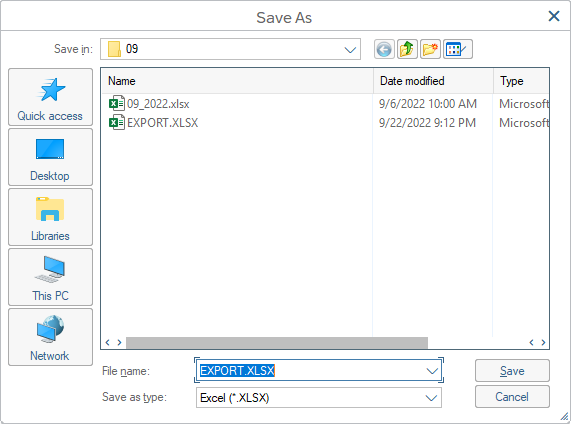 Save As
Save in: 09
Name Date modified Type
09_2022.xlsx 9/6/2022 10:00 AM Microsoft
EXPORT.XLSX 9/22/2022 9:12 PM Microsoft
Quick access
Desktop
Libraries
This PC
Network
File name: EXPORT.XLSX Save
Save as type: Excel (*.XLSX) Cancel